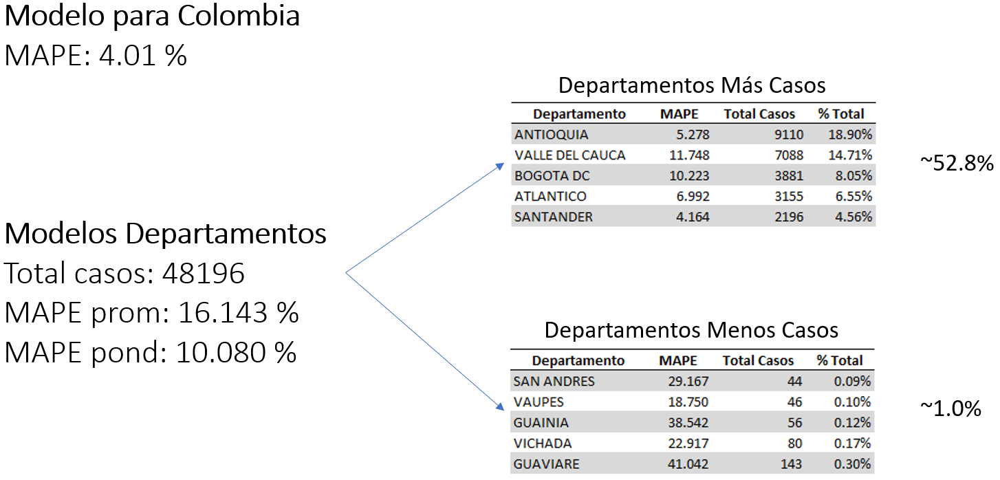 Modelo para Colombia
MAPE: 4.01 %
Departamentos Más Casos
Departamento MAPE Total Casos % Total
ANTIOQUIA 5.278 9110 18.90%
VALLE DEL CAUCA 11.748 7088 14.71%
BOGOTA DC 10.223 3881 8.05%
ATLANTICO 6.992 3155 6.55%
SANTANDER 4.164 2196 4.56%
~52.8%
Modelos Departamentos
Total casos: 48196
MAPE prom: 16.143 %
MAPE pond: 10.080 %
Departamentos Menos Casos
Departamento MAPE Total Casos % Total
SAN ANDRES 29.167 44 0.09%
VAUPES 18.750 46 0.10%
GUAINIA 38.542 56 0.12%
VICHADA 22.917 80 0.17%
GUAVIARE 41.042 143 0.30%
~1.0%